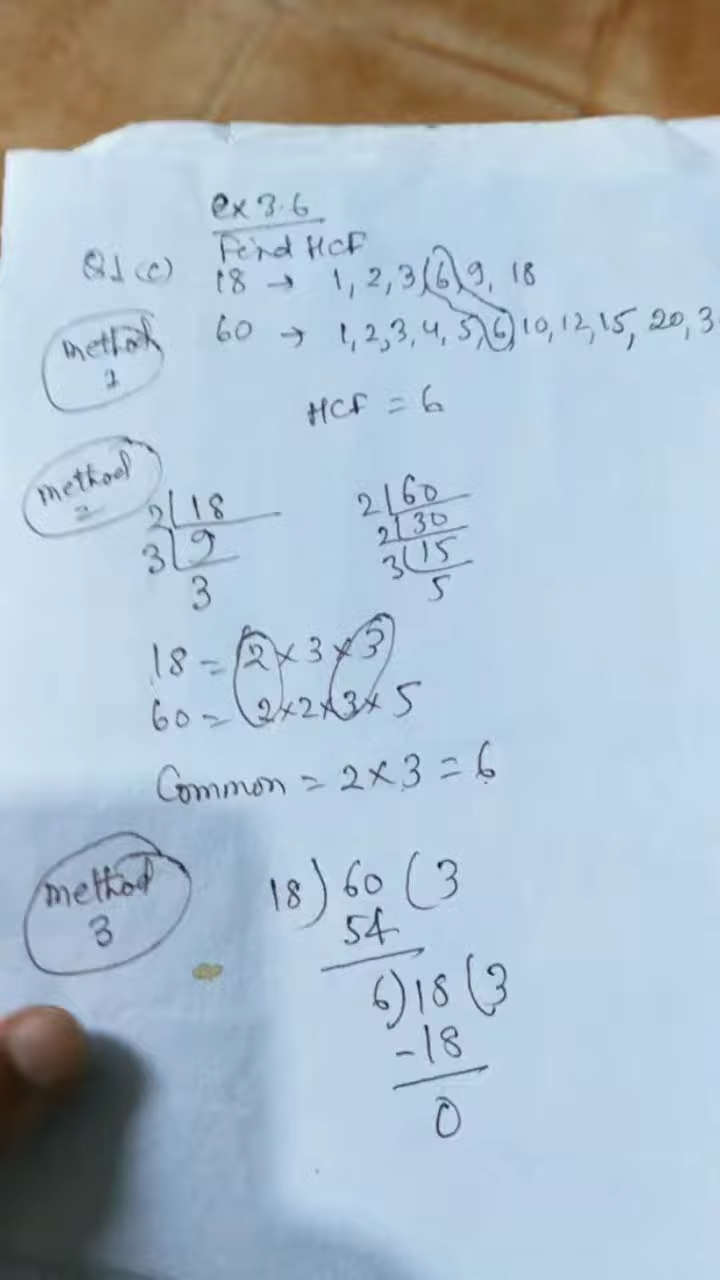 ex 3.6
Find HCF
Q1 (c) 18 → 1, 2, 3, 6, 9, 18
method 1
60 → 1, 2, 3, 4, 5, 6, 10, 12, 15, 20, 3
HCF = 6
method 2
2 | 18
3 | 9
3
2 | 60
2 | 30
3 | 15
5
18 = 2 × 3 × 3
60 = 2 × 2 × 3 × 5
Common = 2 × 3 = 6
method 3
18 ) 60 ( 3
54
6 ) 18 ( 3
- 18
0